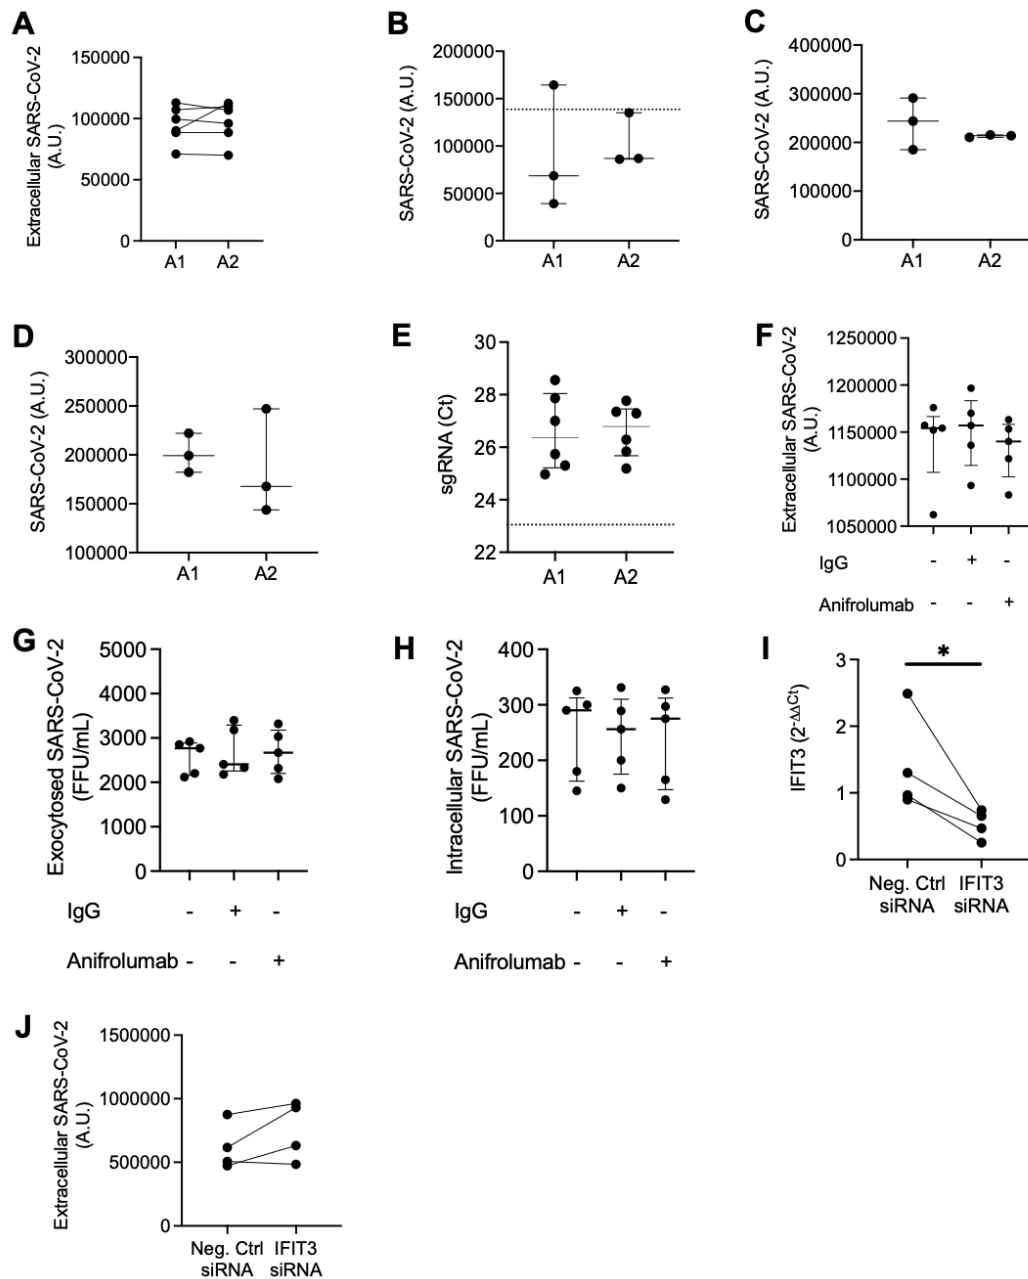 A
Extracellular SARS-CoV-2
(A.U.)
150000
100000
50000
0
A1 A2
B
SARS-CoV-2 (A.U.)
200000
150000
100000
50000
0
A1 A2
C
SARS-CoV-2 (A.U.)
400000
300000
200000
100000
0
A1 A2
D
SARS-CoV-2 (A.U.)
300000
250000
200000
150000
100000
A1 A2
E
sgRNA (Ct)
30
28
26
24
22
A1 A2
F
Extracellular SARS-CoV-2
(A.U.)
1250000
1200000
1150000
1100000
1050000
IgG - + -
Anifrolumab - - +
G
Exocytosed SARS-CoV-2
(FFU/mL)
5000
4000
3000
2000
1000
0
IgG - + -
Anifrolumab - - +
H
Intracellular SARS-CoV-2
(FFU/mL)
400
300
200
100
0
IgG - + -
Anifrolumab - - +
I
IFIT3 (2-ΔΔCt)
3
2
1
0
*
Neg. Ctrl IFIT3
siRNA siRNA
J
Extracellular SARS-CoV-2
(A.U.)
1500000
1000000
500000
0
Neg. Ctrl IFIT3
siRNA siRNA